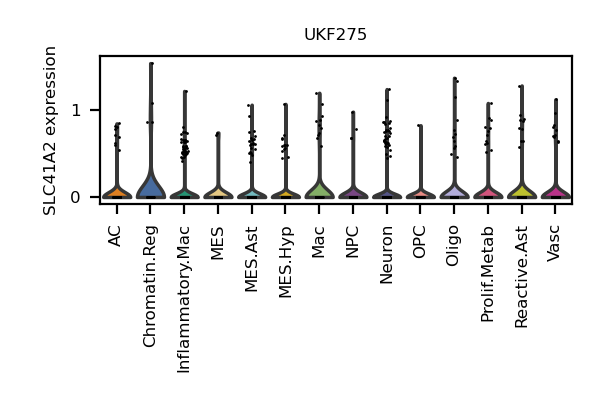 UKF275
SLC41A2 expression
1
0
AC
Chromatin.Reg
Inflammatory.Mac
MES
MES.Ast
MES.Hyp
Mac
NPC
Neuron
OPC
Oligo
Prolif.Metab
Reactive.Ast
Vasc